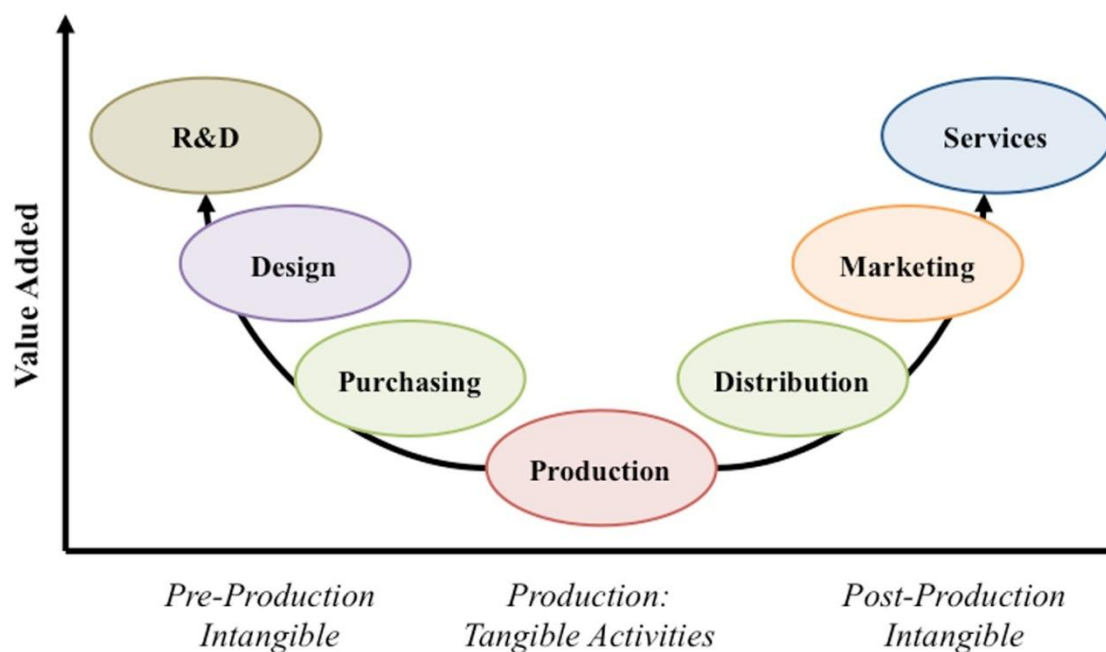 R&D
Services
Design
Marketing
Purchasing
Distribution
Production
Value Added
Pre-Production
Intangible
Production:
Tangible Activities
Post-Production
Intangible